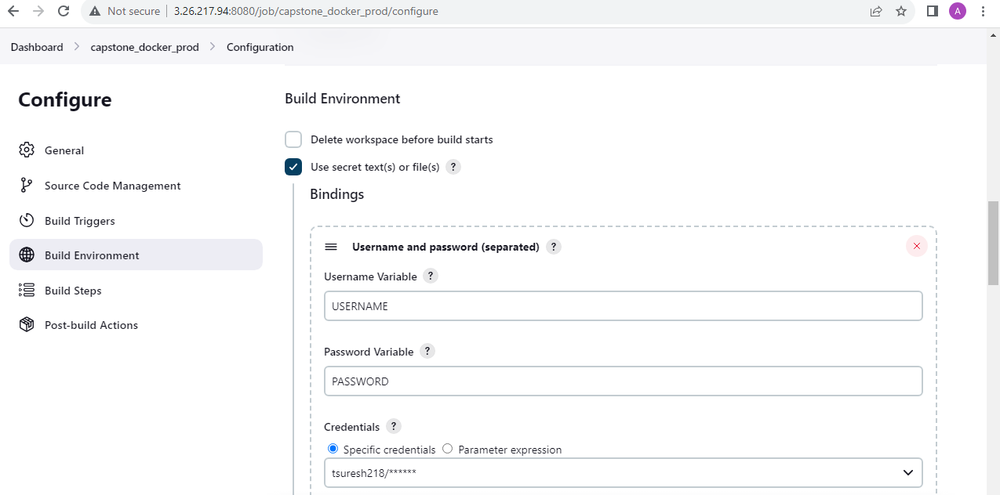 Not secure 3.26.217.94:8080/job/capstone_docker_prod/configure A
Dashboard capstone_docker_prod Configuration
Configure
General
Source Code Management
Build Triggers
Build Environment
Build Steps
Post-build Actions
Build Environment
Delete workspace before build starts
Use secret text(s) or file(s) ?
Bindings
Username and password (separated) ?
Username Variable ?
USERNAME
Password Variable ?
PASSWORD
Credentials ?
Specific credentials Parameter expression
tsuresh218/******